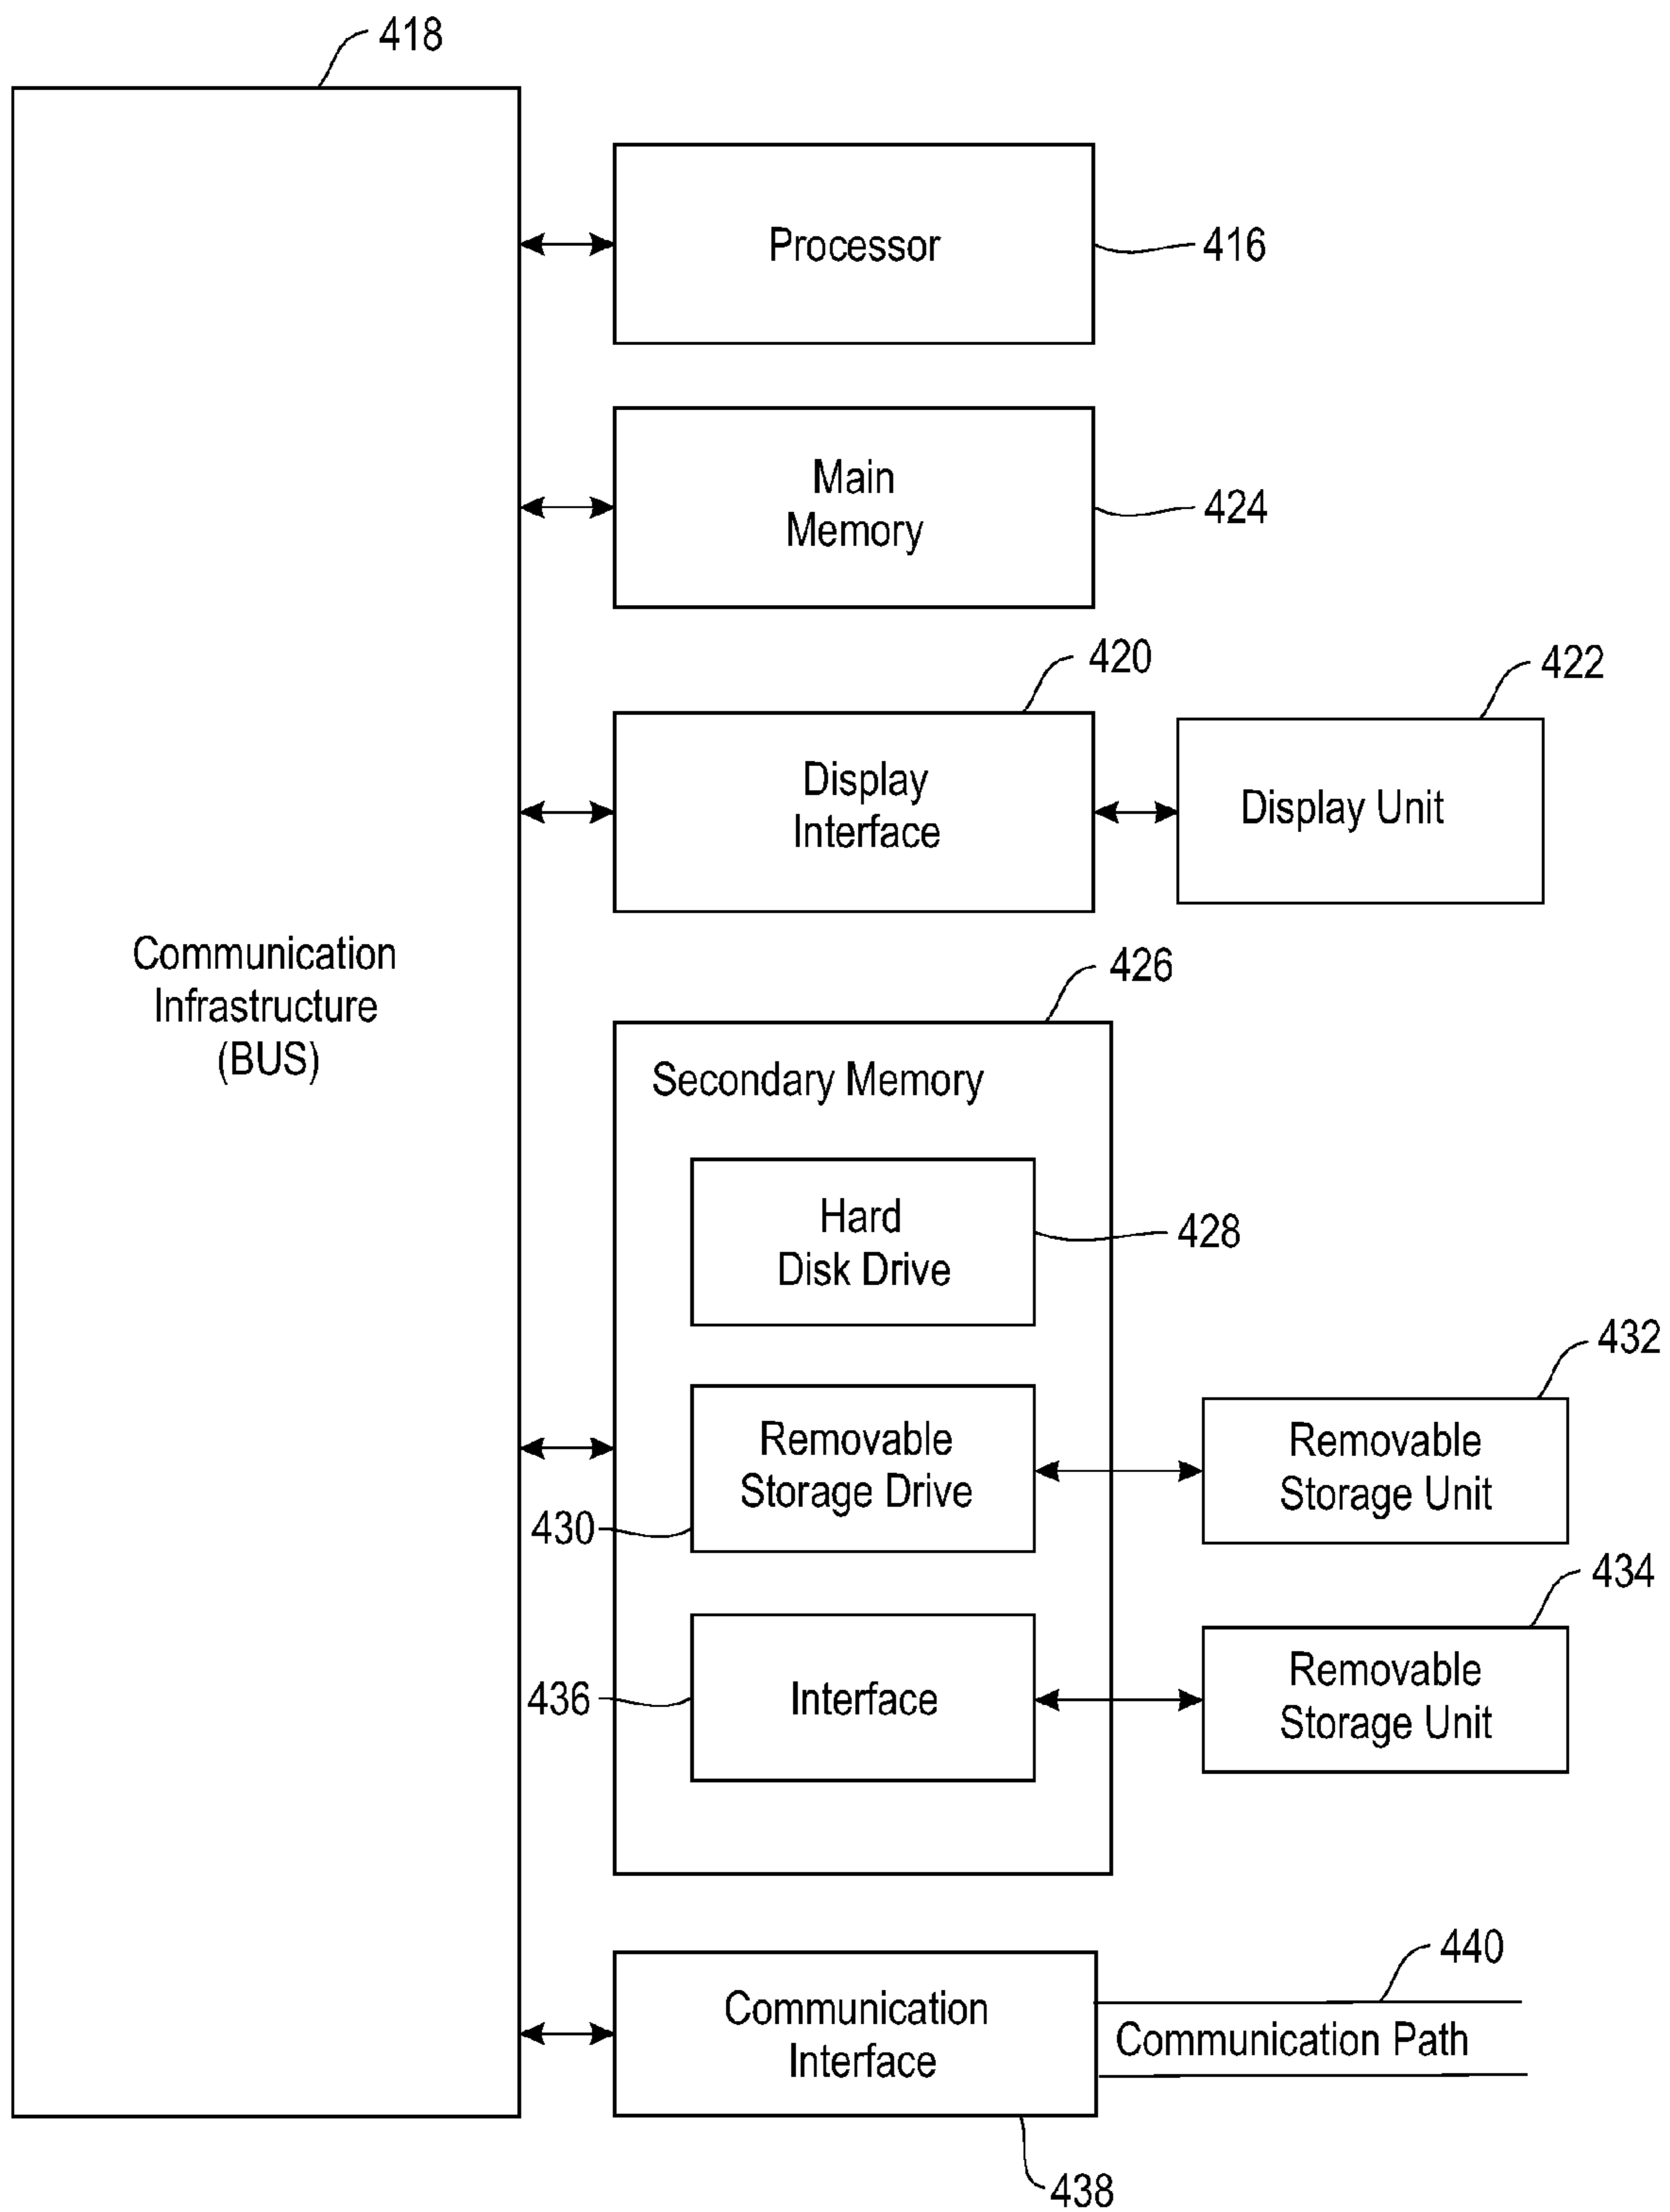 418
Processor
416
Main
Memory
424
420
422
Display
Interface
Display Unit
Communication
Infrastructure
(BUS)
426
Secondary Memory
Hard
Disk Drive
428
432
Removable
Storage Drive
430
Removable
Storage Unit
434
436
Interface
Removable
Storage Unit
440
Communication
Interface
Communication Path
438